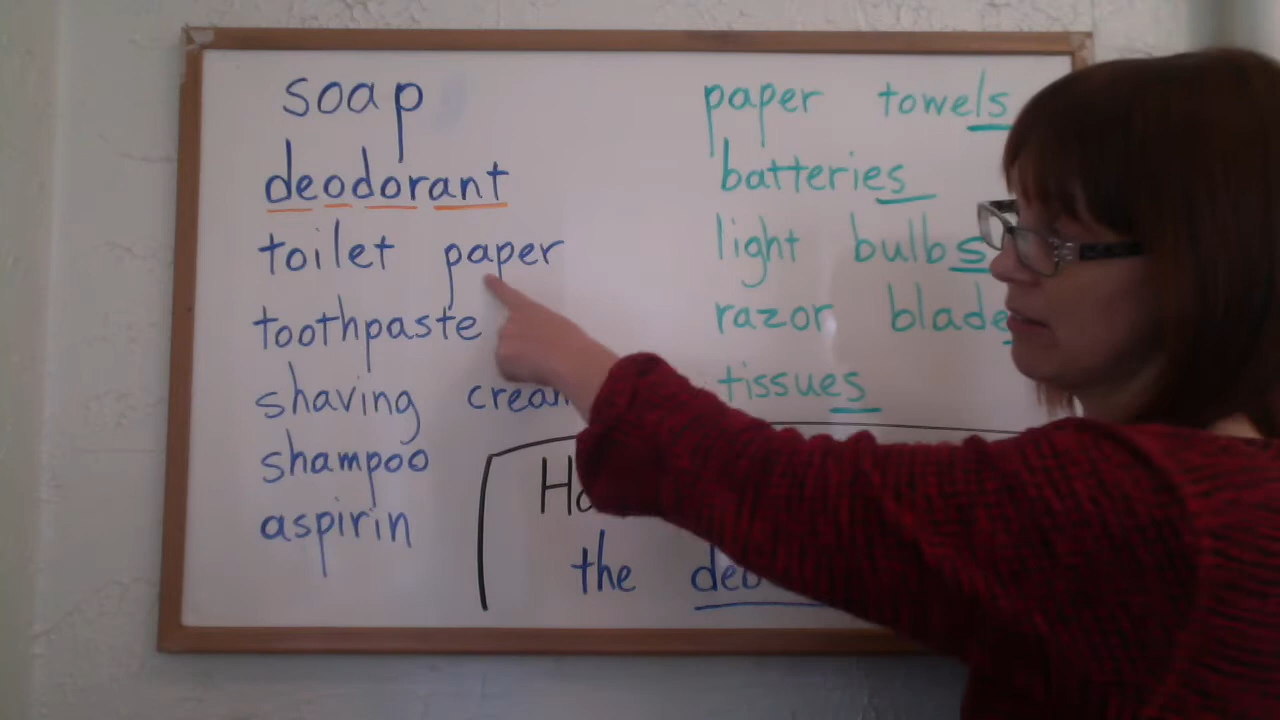 soap
deodorant
toilet paper
toothpaste
shaving
shampoo
aspirin
paper towels
batteries
light bulbs
razor
tissues
the